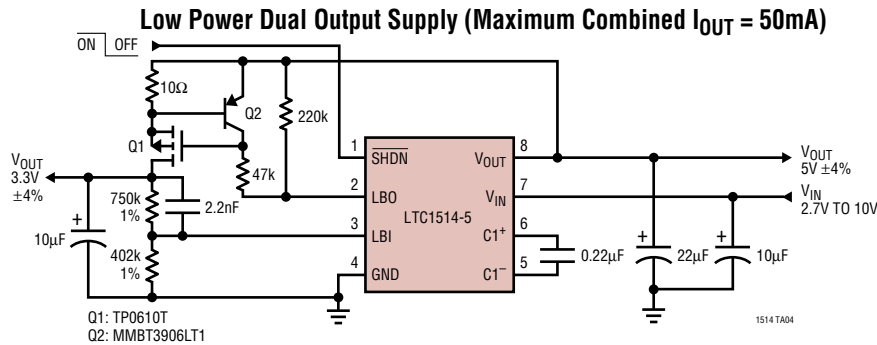 Low Power Dual Output Supply (Maximum Combined IOUT = 50mA)
ON OFF
10Ω
Q2
220k
Q1
47k
VOUT
3.3V
±4%
750k
1%
2.2nF
10µF
+
402k
1%
1
SHDN
2
LBO
3
LBI
4
GND
LTC1514-5
VOUT
8
VIN
7
C1+
6
C1–
5
0.22µF
+
22µF
+
10µF
VOUT
5V ±4%
VIN
2.7V TO 10V
Q1: TP0610T
Q2: MMBT3906LT1
1514 TA04